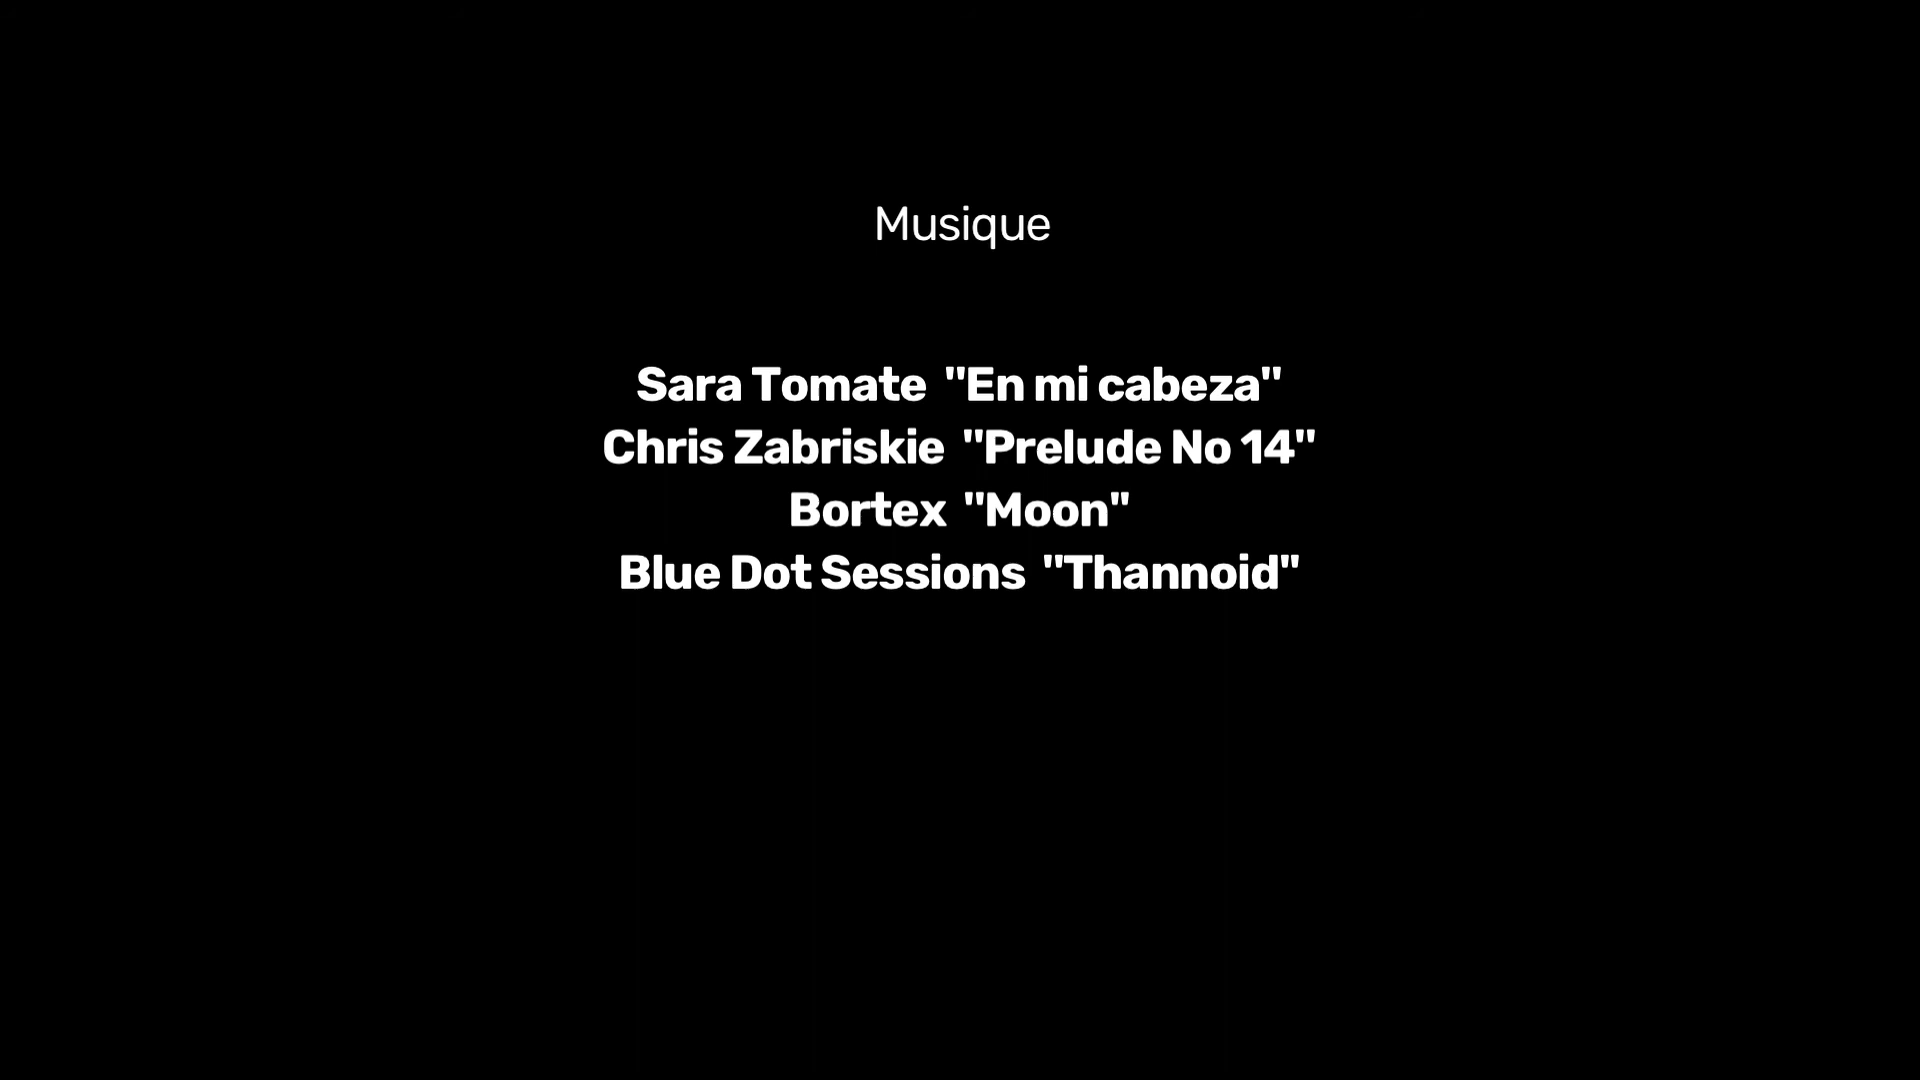 Musique
Sara Tomate "En mi cabeza"
Chris Zabriskie "Prelude No 14"
Bortex "Moon"
Blue Dot Sessions "Thannoid"